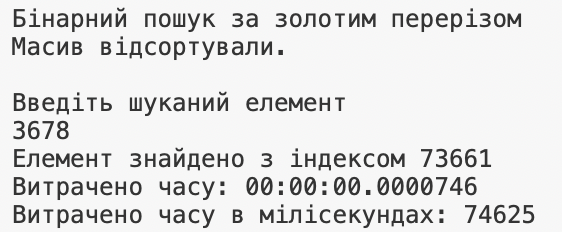 Бінарний пошук за золотим перерізом
Масив відсортували.
Введіть шуканий елемент
3678
Елемент знайдено з індексом 73661
Витрачено часу: 00:00:00.0000746
Витрачено часу в мілісекундах: 74625